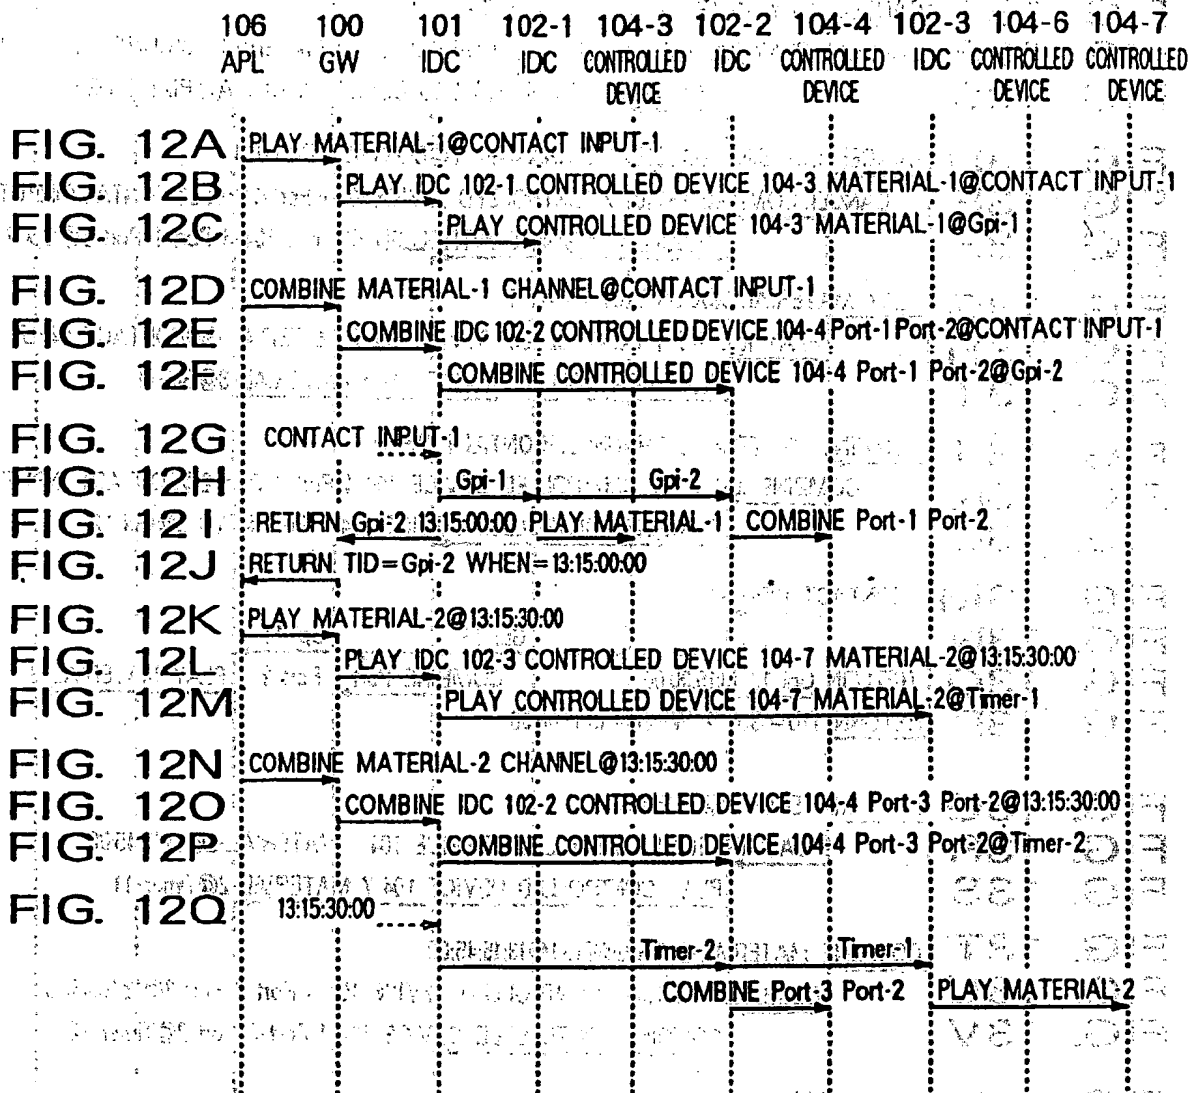 106 100 101 102-1 104-3 102-2 104-4 102-3 104-6 104-7
APL GW IDC IDC CONTROLLED IDC CONTROLLED IDC CONTROLLED CONTROLLED
DEVICE DEVICE DEVICE DEVICE
FIG. 12A PLAY MATERIAL-1@CONTACT INPUT-1
FIG. 12B PLAY IDC 102-1 CONTROLLED DEVICE 104-3 MATERIAL-1@CONTACT INPUT-1
FIG. 12C PLAY CONTROLLED DEVICE 104-3 MATERIAL-1@Gpi-1
FIG. 12D COMBINE MATERIAL-1 CHANNEL@CONTACT INPUT-1
FIG. 12E COMBINE IDC 102-2 CONTROLLED DEVICE 104-4 Port-1 Port-2@CONTACT INPUT-1
FIG. 12F COMBINE CONTROLLED DEVICE 104-4 Port-1 Port-2@Gpi-2
FIG. 12G CONTACT INPUT-1
FIG. 12H Gpi-1 Gpi-2
FIG. 12I RETURN Gpi-2 13:15:00:00 PLAY MATERIAL-1 COMBINE Port-1 Port-2
FIG. 12J RETURN TID=Gpi-2 WHEN=13:15:00:00
FIG. 12K PLAY MATERIAL-2@13:15:30:00
FIG. 12L PLAY IDC 102-3 CONTROLLED DEVICE 104-7 MATERIAL-2@13:15:30:00
FIG. 12M PLAY CONTROLLED DEVICE 104-7 MATERIAL-2@Timer-1
FIG. 12N COMBINE MATERIAL-2 CHANNEL@13:15:30:00
FIG. 12O COMBINE IDC 102-2 CONTROLLED DEVICE 104-4 Port-3 Port-2@13:15:30:00
FIG. 12P COMBINE CONTROLLED DEVICE 104-4 Port-3 Port-2@Timer-2
FIG. 12Q 13:15:30:00
Timer-2 Timer-1
COMBINE Port-3 Port-2 PLAY MATERIAL-2